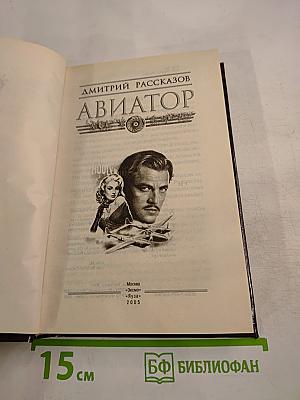 ДМИТРИЙ РАССКАЗОВ
АВИАТОР
Москва
«Эксмо»
«Яуза»
2005
15 см
БФ БИБЛИОФАН